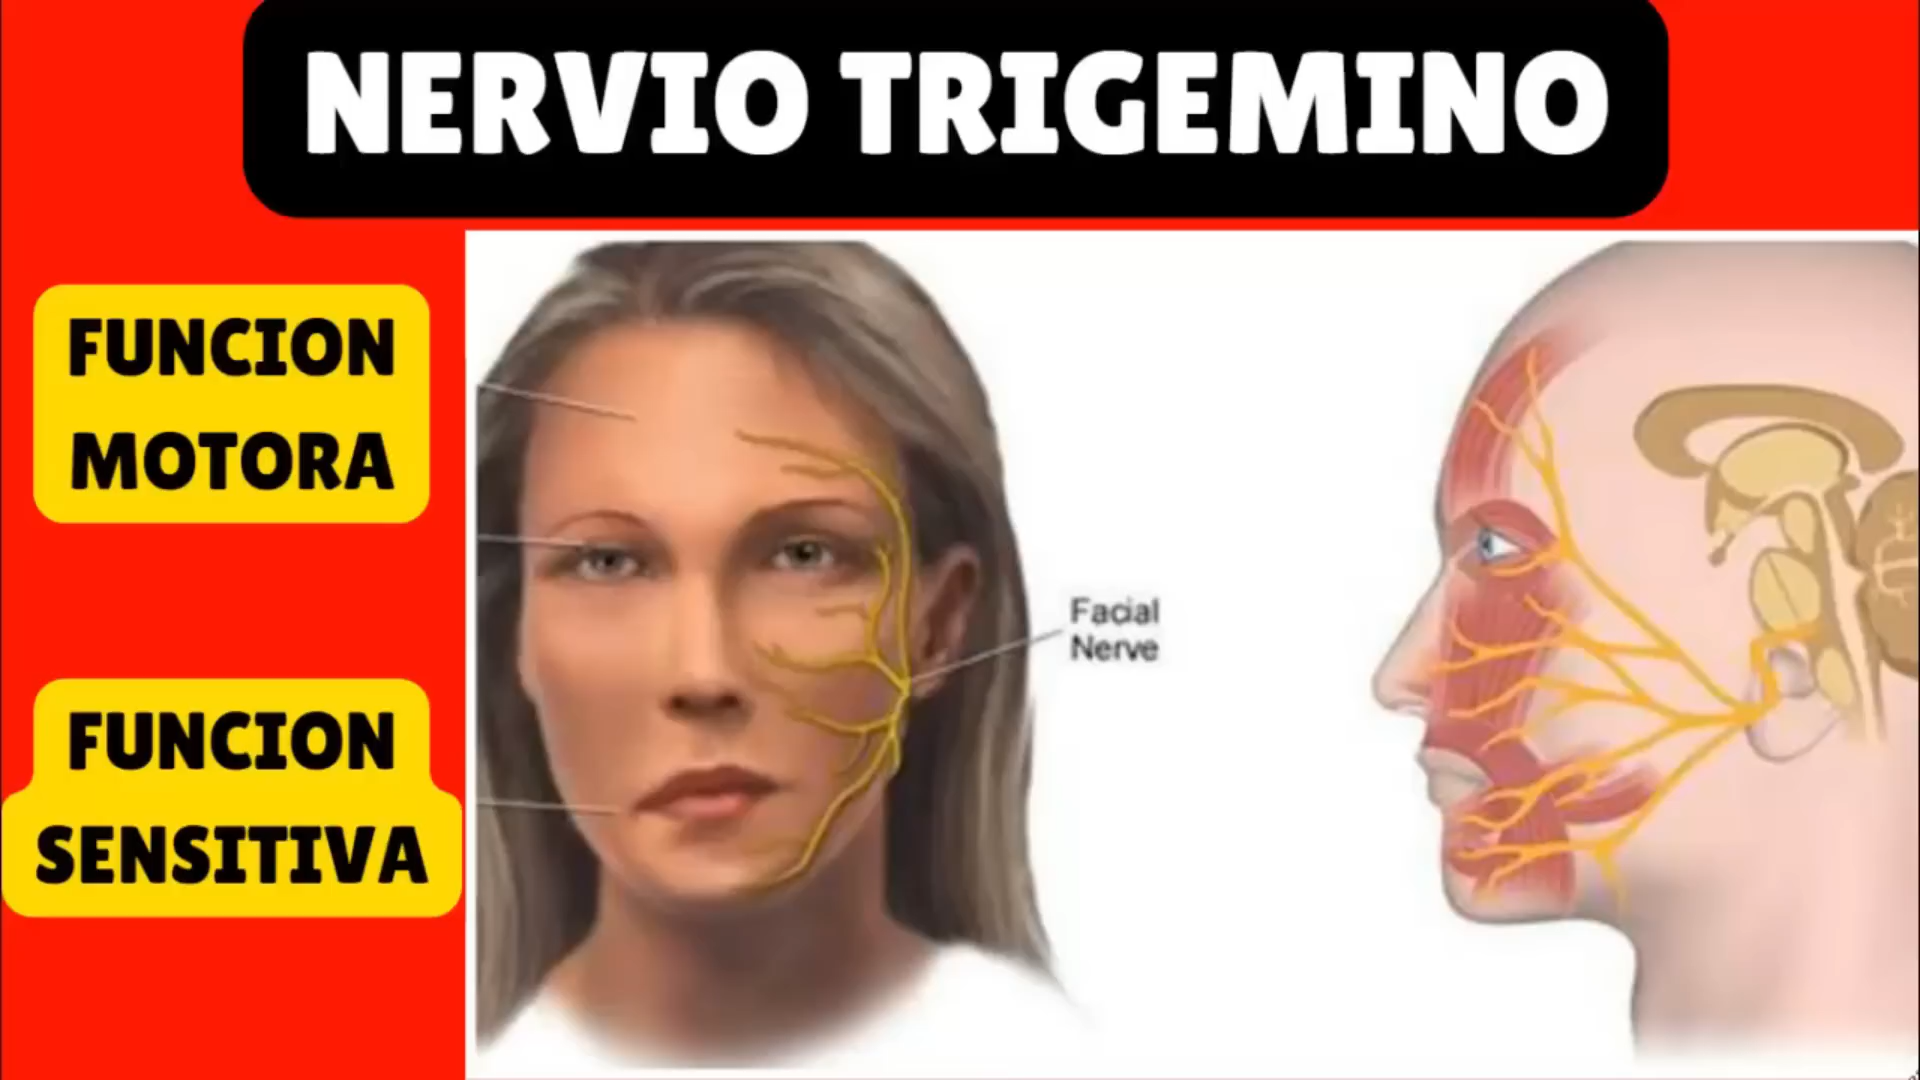 NERVIO TRIGEMINO
FUNCION
MOTORA
FUNCION
SENSITIVA
Facial
Nerve